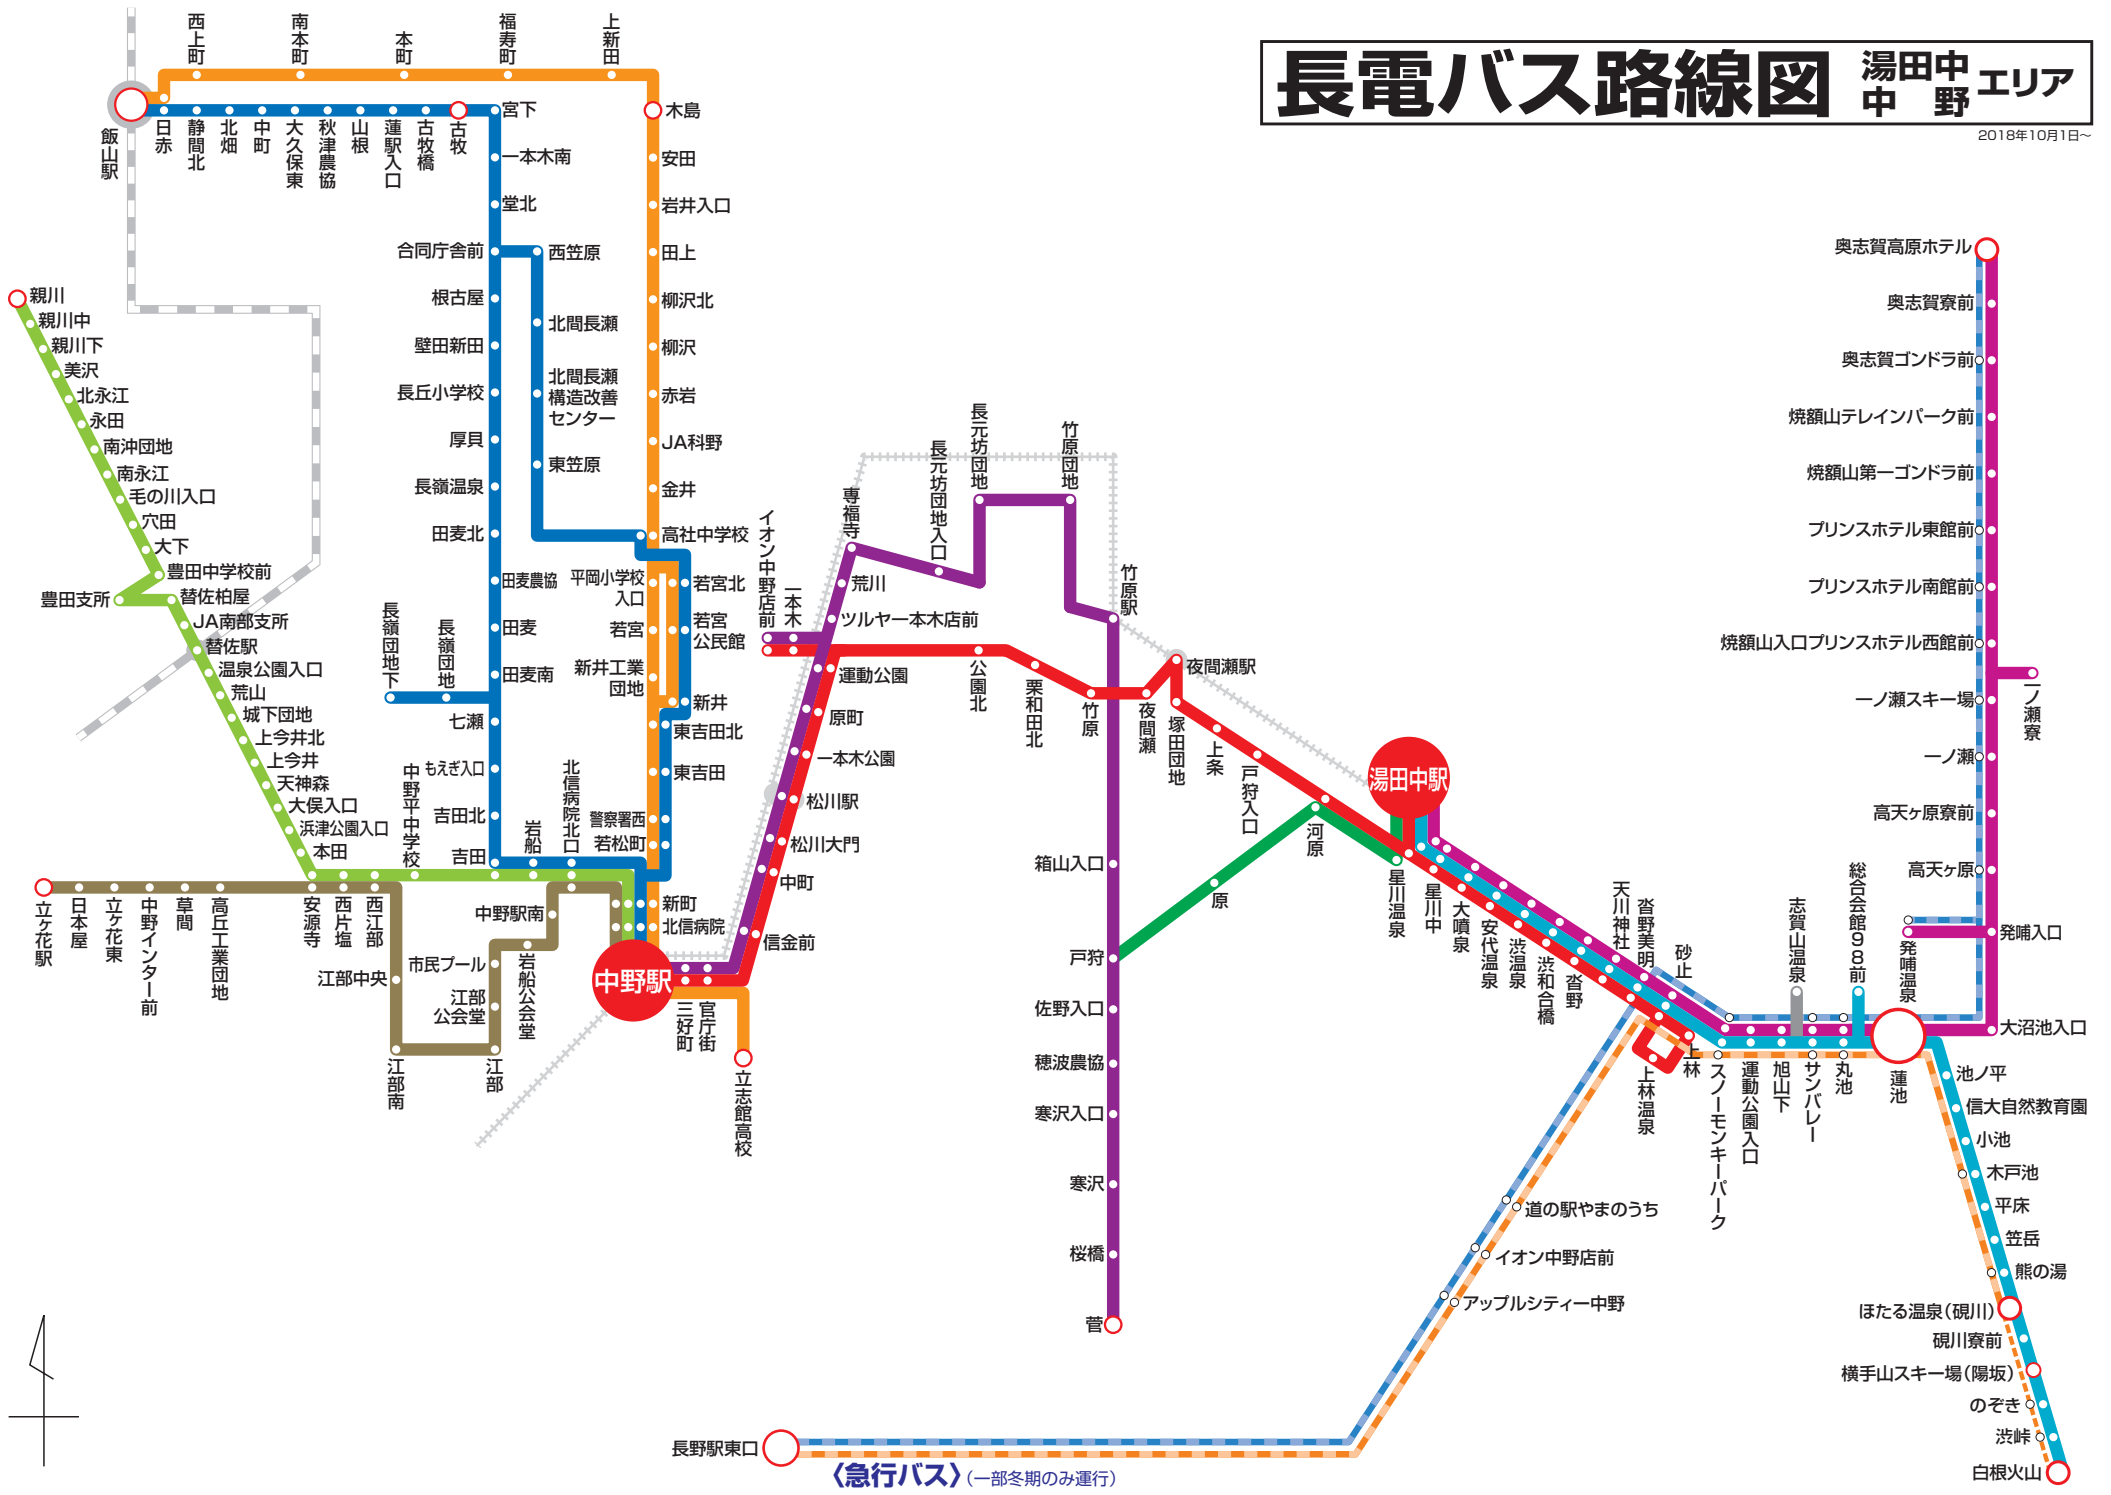 長電バス路線図
湯田中
中野
エリア
2018年10月1日〜
西上町
南本町
本町
福寿町
上新田
飯山駅
日赤
静間北
北畑
中町
大久保東
秋津農協
山根
蓮駅入口
古牧橋
古牧
宮下
一本木南
堂北
合同庁舎前
根古屋
壁田新田
長丘小学校
厚貝
長嶺温泉
田麦北
田麦農協
田麦
田麦南
七瀬
もえぎ入口
吉田北
吉田
長嶺団地下
長嶺団地
西笠原
北間長瀬
北間長瀬
構造改善
センター
東笠原
木島
安田
岩井入口
田上
柳沢北
柳沢
赤岩
JA科野
金井
高社中学校
平岡小学校
入口
若宮
新井工業
団地
若宮北
若宮
公民館
新井
東吉田北
東吉田
警察署西
若松町
新町
北信病院
親川
親川中
親川下
美沢
北永江
永田
南沖団地
南永江
毛の川入口
穴田
大下
豊田中学校前
豊田支所
替佐柏屋
JA南部支所
替佐駅
温泉公園入口
荒山
城下団地
上今井北
上今井
天神森
大俣入口
浜津公園入口
本田
中野平中学校
岩船
北信病院北口
立ヶ花駅
日本屋
立ヶ花東
中野インター前
草間
高丘工業団地
安源寺
西片塩
西江部
江部中央
江部南
江部
江部
公会堂
市民プール
岩船公会堂
中野駅南
中野駅
三好町
官庁街
立志館高校
信金前
中町
松川大門
松川駅
一本木公園
原町
運動公園
イオン中野店前
一本木
ツルヤ一本木店前
荒川
専福寺
長元坊団地入口
長元坊団地
竹原団地
竹原駅
公園北
栗和田北
竹原
夜間瀬
夜間瀬駅
塚田団地
上条
戸狩入口
箱山入口
戸狩
佐野入口
穂波農協
寒沢入口
寒沢
桜橋
菅
原
河原
湯田中駅
星川温泉
星川中
大噴泉
安代温泉
渋温泉
渋和合橋
沓野
天川神社
沓野美明
砂止
上林
上林温泉
スノーモンキーパーク
運動公園入口
旭山下
サンバレー
丸池
志賀山温泉
総合会館98前
蓮池
発哺温泉
発哺入口
大沼池入口
奥志賀高原ホテル
奥志賀寮前
奥志賀ゴンドラ前
焼額山テレインパーク前
焼額山第一ゴンドラ前
プリンスホテル東館前
プリンスホテル南館前
焼額山入口プリンスホテル西館前
一ノ瀬寮
一ノ瀬スキー場
一ノ瀬
高天ヶ原寮前
高天ヶ原
池ノ平
信大自然教育園
小池
木戸池
平床
笠岳
熊の湯
ほたる温泉(硯川)
硯川寮前
横手山スキー場(陽坂)
のぞき
渋峠
白根火山
道の駅やまのうち
イオン中野店前
アップルシティー中野
長野駅東口
〈急行バス〉(一部冬期のみ運行)